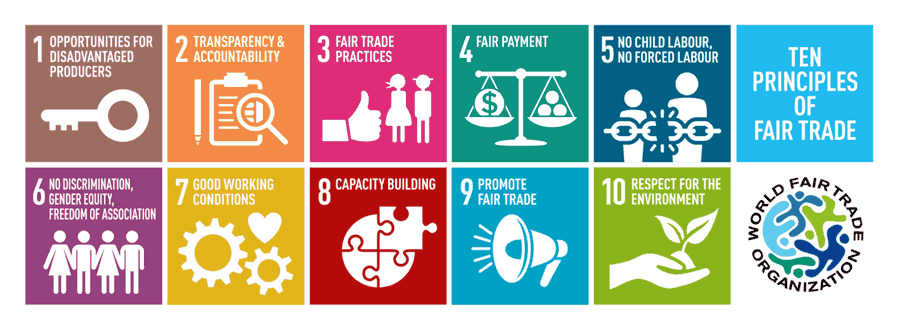 1 OPPORTUNITIES FOR
DISADVANTAGED
PRODUCERS
2 TRANSPARENCY &
ACCOUNTABILITY
3 FAIR TRADE
PRACTICES
4 FAIR PAYMENT
$
5 NO CHILD LABOUR,
NO FORCED LABOUR
TEN
PRINCIPLES
OF
FAIR TRADE
6 NO DISCRIMINATION,
GENDER EQUITY,
FREEDOM OF ASSOCIATION
7 GOOD WORKING
CONDITIONS
8 CAPACITY BUILDING
9 PROMOTE
FAIR TRADE
10 RESPECT FOR THE
ENVIRONMENT
WORLD FAIR TRADE
ORGANIZATION